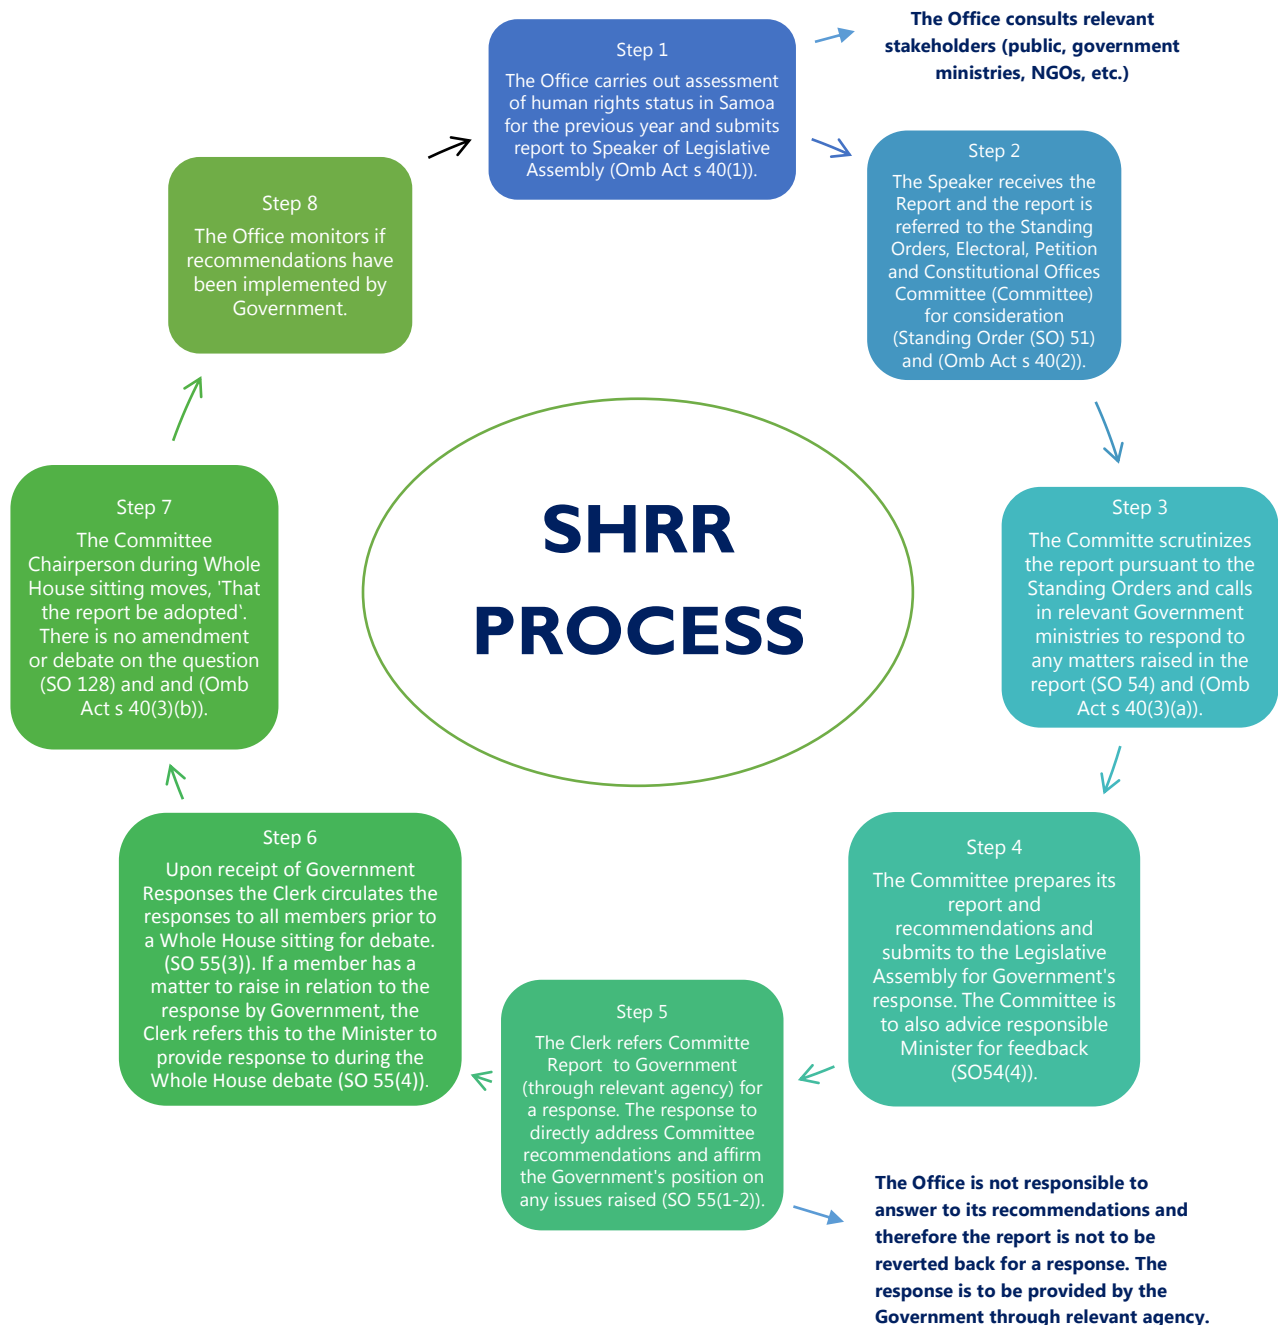 Step 1
The Office carries out assessment
of human rights status in Samoa
for the previous year and submits
report to Speaker of Legislative
Assembly (Omb Act s 40(1)).
The Office consults relevant
stakeholders (public, government
ministries, NGOs, etc.)
Step 2
The Speaker receives the
Report and the report is
referred to the Standing
Orders, Electoral, Petition
and Constitutional Offices
Committee (Committee)
for consideration
(Standing Order (SO) 51)
and (Omb Act s 40(2)).
Step 3
The Committe scrutinizes
the report pursuant to the
Standing Orders and calls
in relevant Government
ministries to respond to
any matters raised in the
report (SO 54) and (Omb
Act s 40(3)(a)).
Step 4
The Committee prepares its
report and
recommendations and
submits to the Legislative
Assembly for Government's
response. The Committee is
to also advice responsible
Minister for feedback
(SO54(4)).
Step 5
The Clerk refers Committe
Report to Government
(through relevant agency) for
a response. The response to
directly address Committee
recommendations and affirm
the Government's position on
any issues raised (SO 55(1-2)).
The Office is not responsible to
answer to its recommendations and
therefore the report is not to be
reverted back for a response. The
response is to be provided by the
Government through relevant agency.
Step 6
Upon receipt of Government
Responses the Clerk circulates the
responses to all members prior to
a Whole House sitting for debate.
(SO 55(3)). If a member has a
matter to raise in relation to the
response by Government, the
Clerk refers this to the Minister to
provide response to during the
Whole House debate (SO 55(4)).
Step 7
The Committee
Chairperson during Whole
House sitting moves, 'That
the report be adopted'.
There is no amendment
or debate on the question
(SO 128) and and (Omb
Act s 40(3)(b)).
Step 8
The Office monitors if
recommendations have
been implemented by
Government.
SHRR
PROCESS